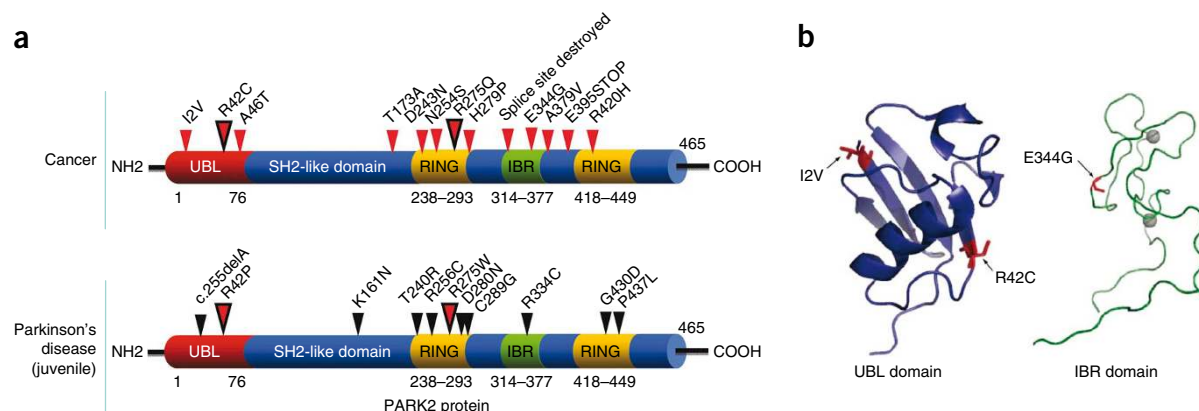 a
Cancer
I2V
R42C
A46T
T173A
D243N
N254S
R275Q
H279P
Splice site destroyed
E344G
A379V
E395STOP
R420H
465
NH2
UBL
SH2-like domain
RING
IBR
RING
COOH
1
76
238–293
314–377
418–449
Parkinson's
disease
(juvenile)
c.255delA
R42P
K161N
T240R
R256C
R275W
D280N
C289G
R334C
G430D
P437L
465
NH2
UBL
SH2-like domain
RING
IBR
RING
COOH
1
76
238–293
314–377
418–449
PARK2 protein
b
I2V
R42C
UBL domain
E344G
IBR domain